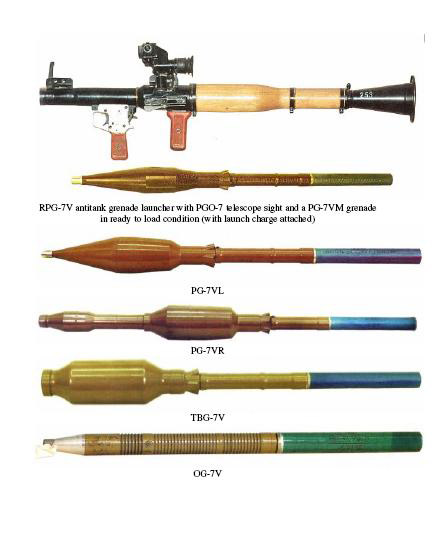 253
RPG-7V antitank grenade launcher with PGO-7 telescope sight and a PG-7VM grenade
in ready to load condition (with launch charge attached)
PG-7VL
PG-7VR
TBG-7V
OG-7V